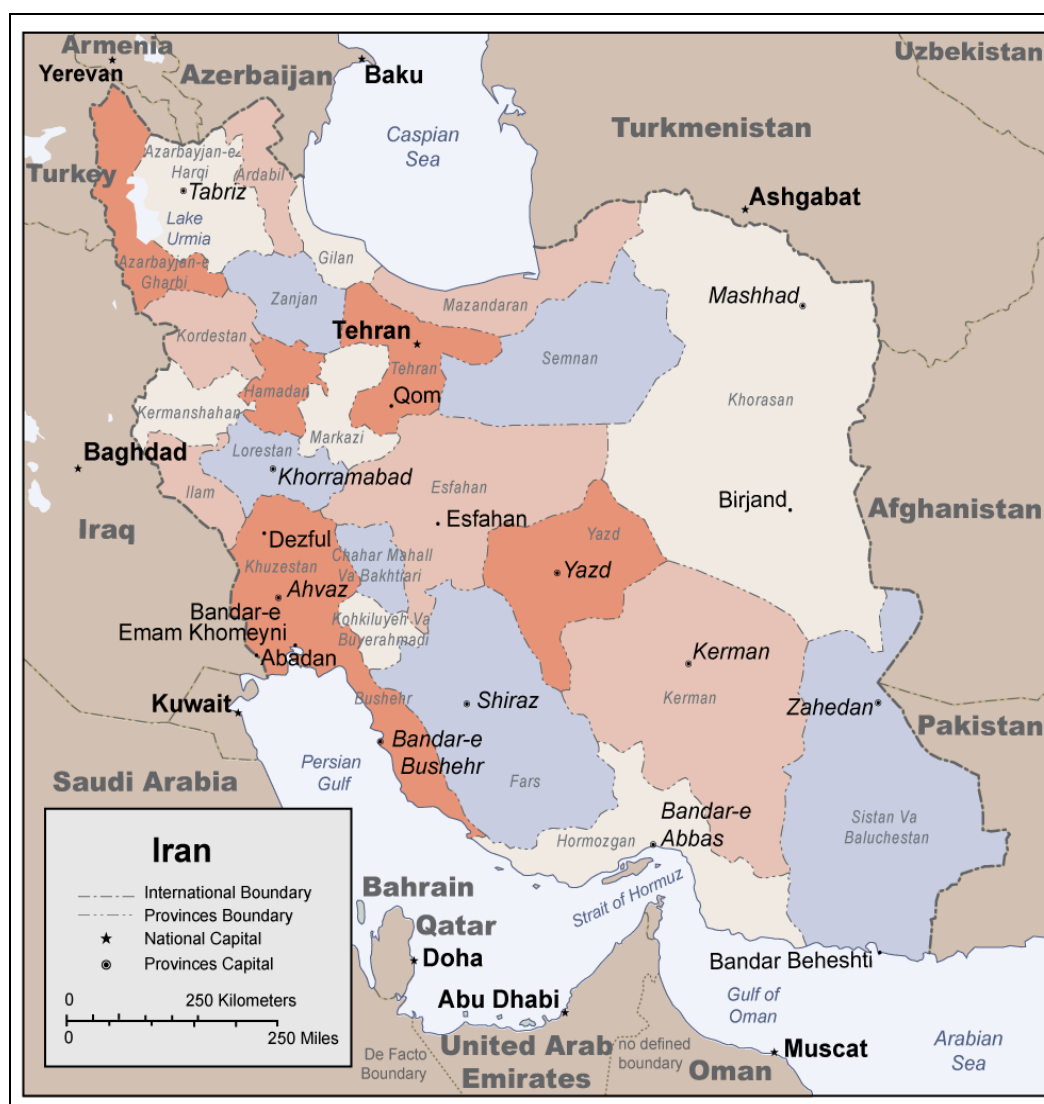 Armenia
Yerevan
Azerbaijan
Baku
Uzbekistan
Caspian
Sea
Turkmenistan
Turkey
Azarbayjan-e
Harqi
Ardabil
Tabriz
Ashgabat
Lake
Urmia
Gilan
Azarbayjan-e
Gharbi
Zanjan
Mazandaran
Mashhad
Kordestan
Tehran
Semnan
Tehran
Hamadan
Qom
Khorasan
Kermanshahan
Markazi
Baghdad
Lorestan
Khorramabad
Ilam
Esfahan
Birjand
Afghanistan
Iraq
Esfahan
Dezful
Yazd
Chahar Mahall
Va Bakhtiari
Khuzestan
Yazd
Ahvaz
Bandar-e
Emam Khomeyni
Kohkiluyeh Va
Buyerahmadi
Abadan
Kerman
Kuwait
Bushehr
Shiraz
Kerman
Zahedan
Pakistan
Bandar-e
Bushehr
Persian
Gulf
Saudi Arabia
Fars
Bandar-e
Abbas
Sistan Va
Baluchestan
Hormozgan
Iran
International Boundary
Provinces Boundary
National Capital
Provinces Capital
0
250 Kilometers
0
250 Miles
Bahrain
Strait of Hormuz
Qatar
Doha
Bandar Beheshti
Abu Dhabi
Gulf of
Oman
De Facto
Boundary
United Arab
Emirates
no defined
boundary
Oman
Muscat
Arabian
Sea